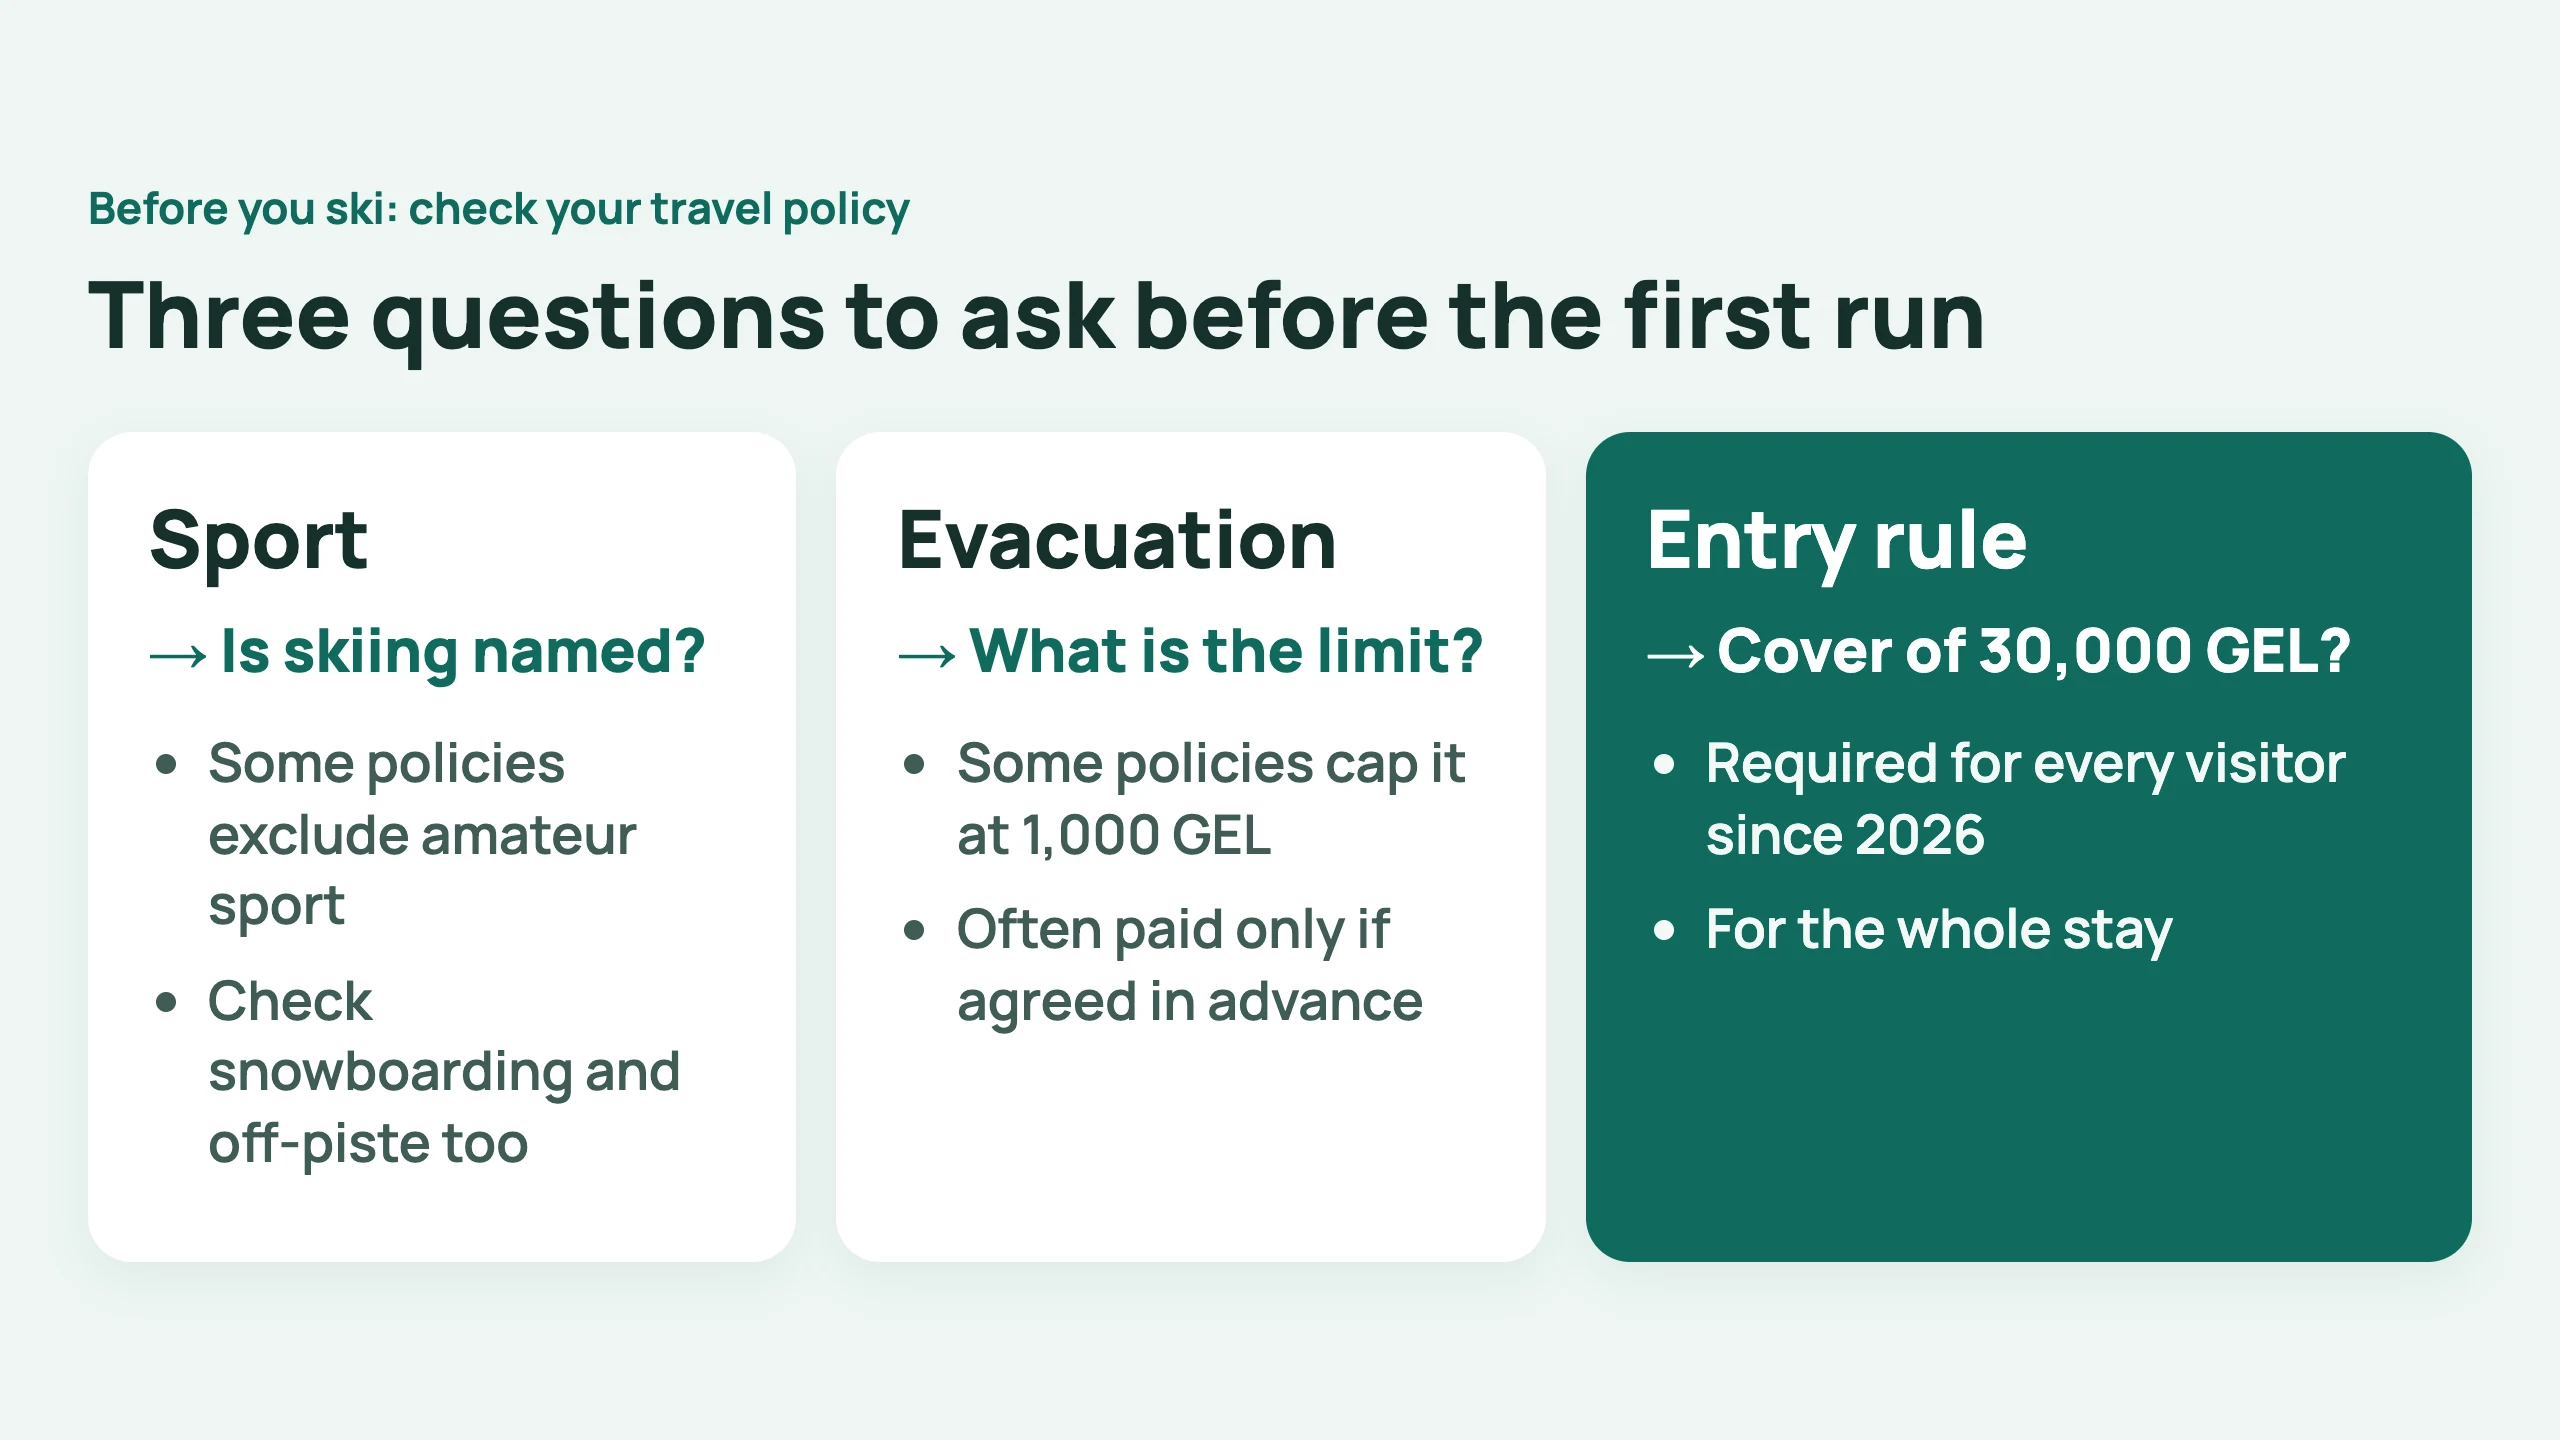 Before you ski: check your travel policy
Three questions to ask before the first run
Sport
→ Is skiing named?
• Some policies
exclude amateur
sport
• Check
snowboarding and
off-piste too
Evacuation
→ What is the limit?
• Some policies cap it
at 1,000 GEL
• Often paid only if
agreed in advance
Entry rule
→ Cover of 30,000 GEL?
• Required for every visitor
since 2026
• For the whole stay